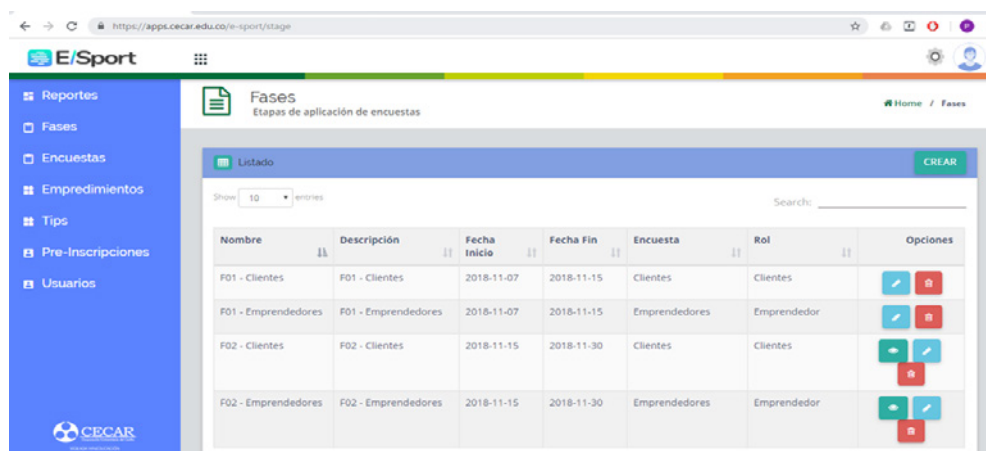 https://apps.cecar.edu.co/e-sport/stage
E/Sport
Reportes
Fases
Encuestas
Empredimientos
Tips
Pre-Inscripciones
Usuarios
CECAR
Fases
Etapas de aplicación de encuestas
Home / Fases
Listado
CREAR
Show 10 entries
Search:
Nombre Descripción Fecha Inicio Fecha Fin Encuesta Rol Opciones
F01 - Clientes F01 - Clientes 2018-11-07 2018-11-15 Clientes Clientes
F01 - Emprendedores F01 - Emprendedores 2018-11-07 2018-11-15 Emprendedores Emprendedor
F02 - Clientes F02 - Clientes 2018-11-15 2018-11-30 Clientes Clientes
F02 - Emprendedores F02 - Emprendedores 2018-11-15 2018-11-30 Emprendedores Emprendedor